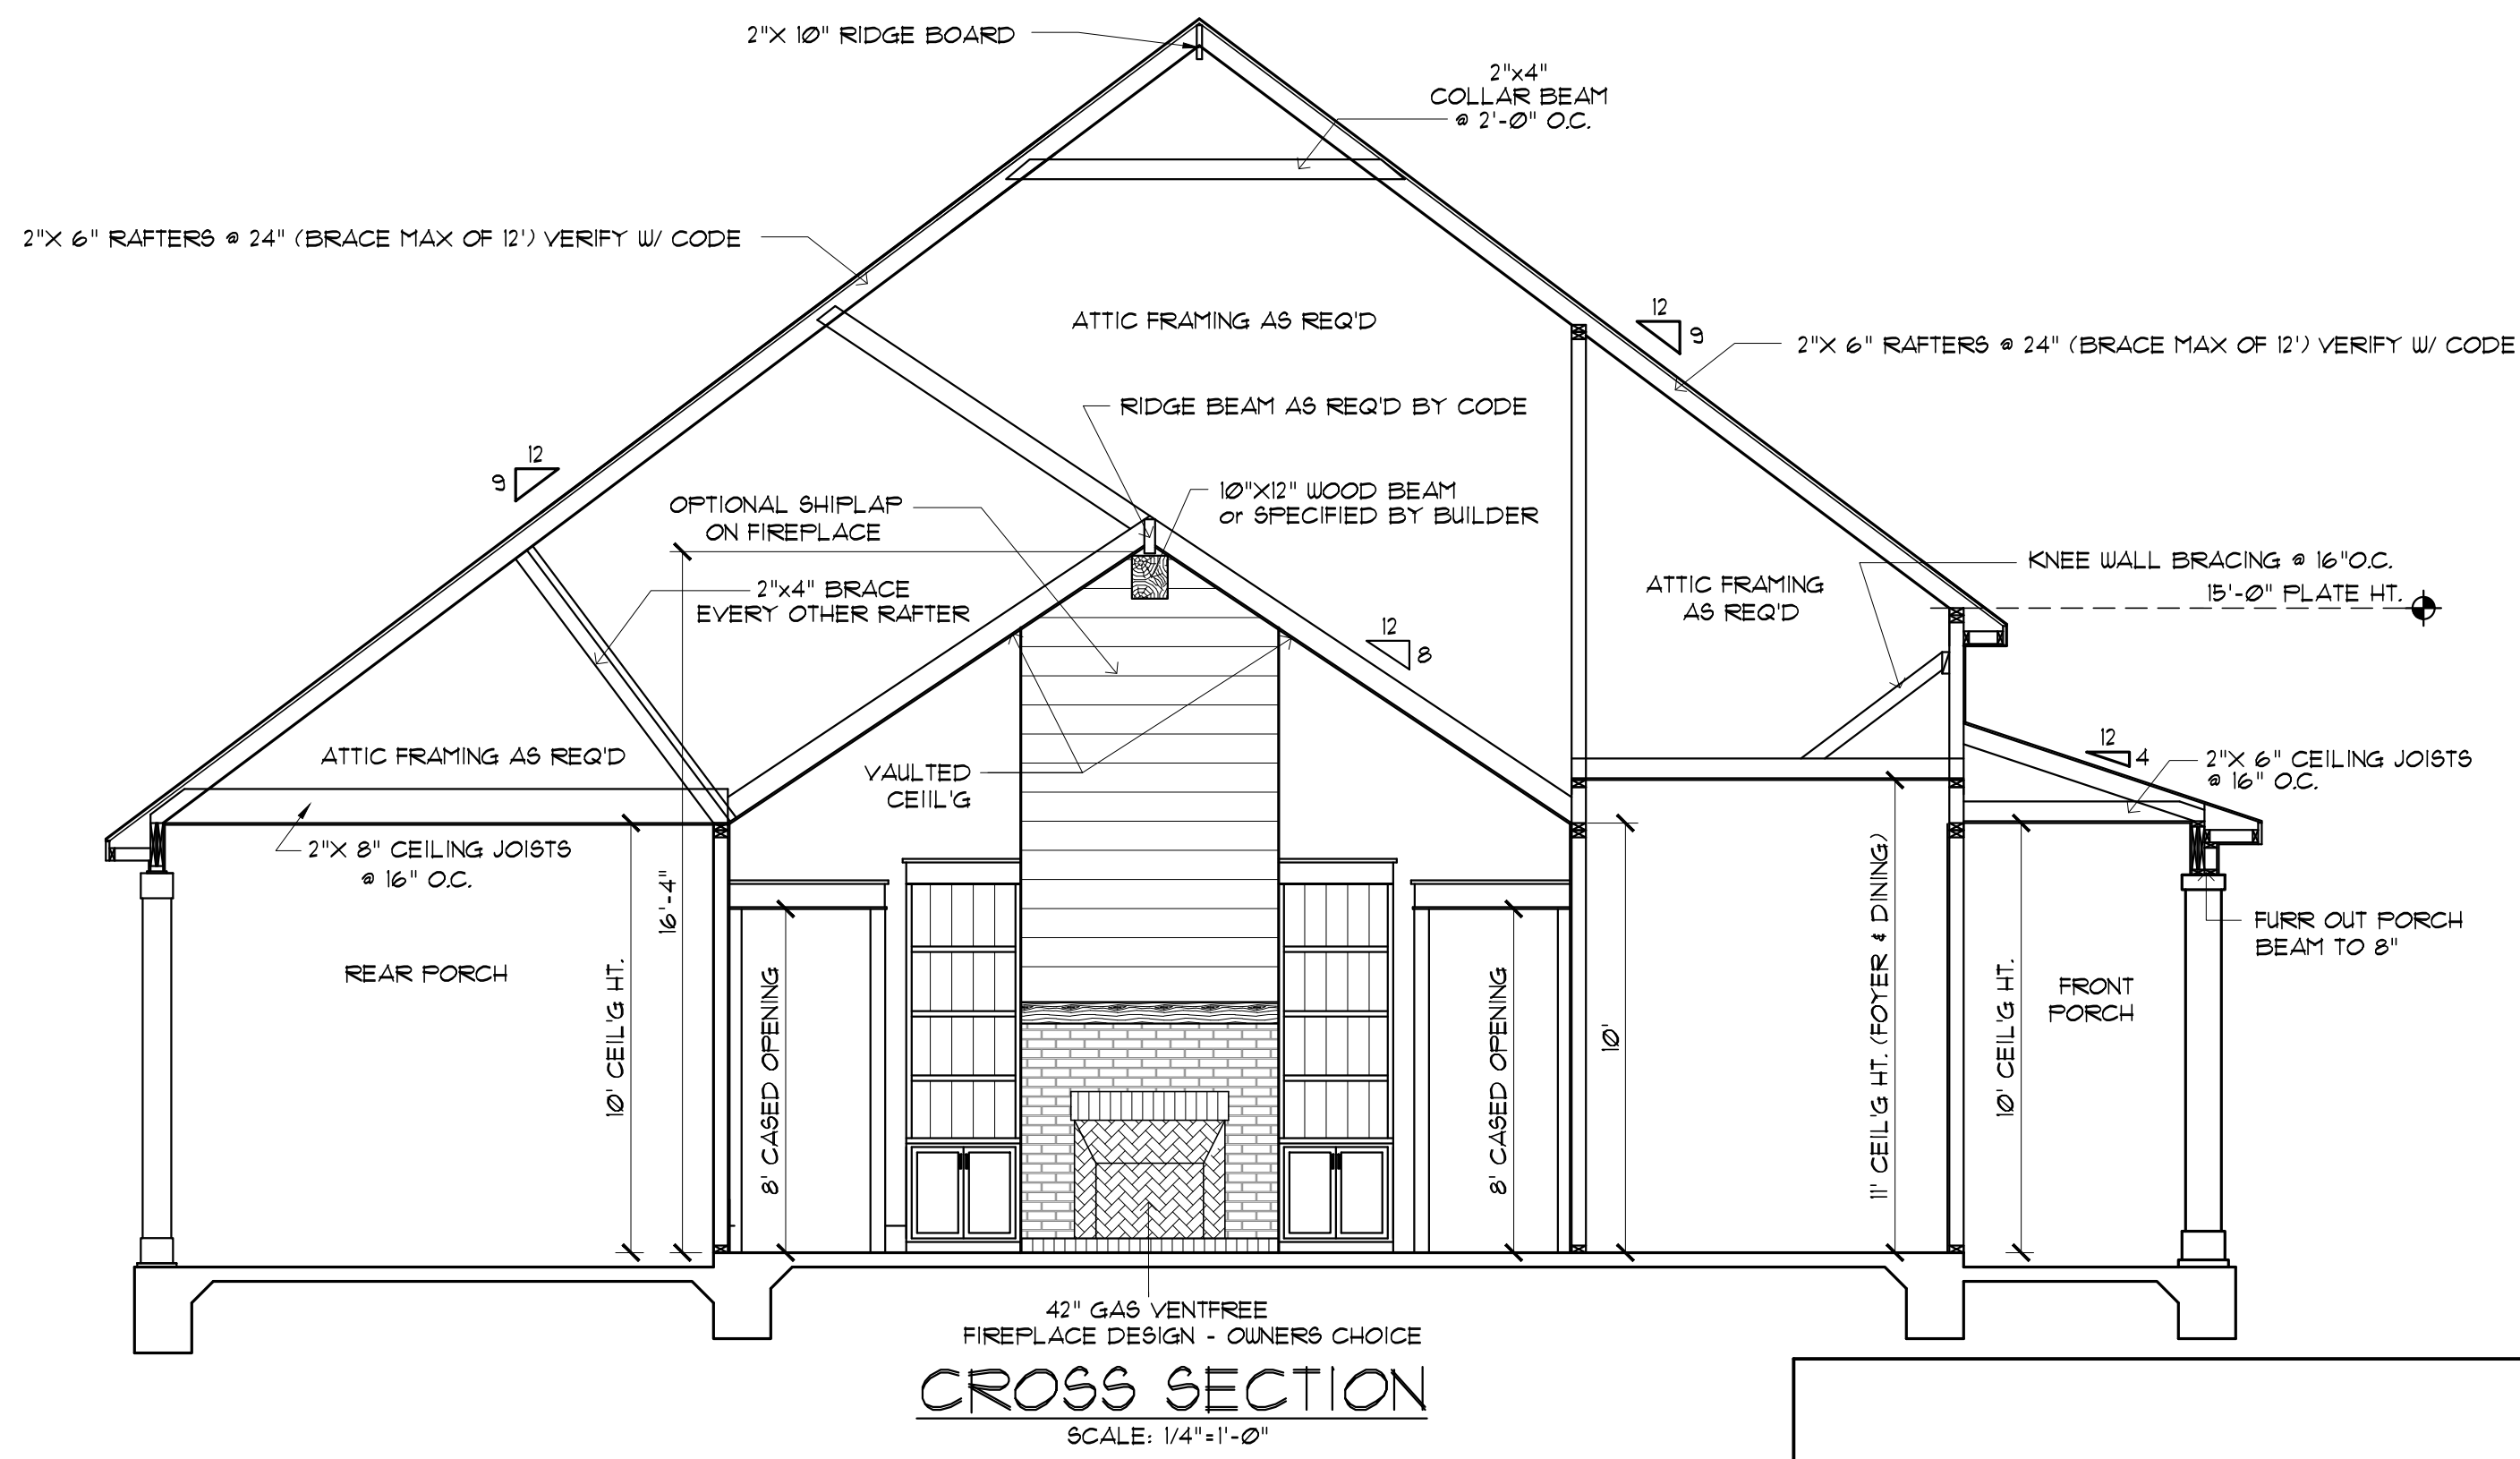 2"X 10" RIDGE BOARD
2"x4"
COLLAR BEAM
@ 2'-0" O.C.
2"X 6" RAFTERS @ 24" (BRACE MAX OF 12') VERIFY W/ CODE
ATTIC FRAMING AS REQ'D
12
9
2"X 6" RAFTERS @ 24" (BRACE MAX OF 12') VERIFY W/ CODE
RIDGE BEAM AS REQ'D BY CODE
12
9
OPTIONAL SHIPLAP
ON FIREPLACE
10"X12" WOOD BEAM
or SPECIFIED BY BUILDER
2"x4" BRACE
EVERY OTHER RAFTER
KNEE WALL BRACING @ 16"O.C.
15'-0" PLATE HT.
ATTIC FRAMING
AS REQ'D
12
8
ATTIC FRAMING AS REQ'D
VAULTED
CEIIL'G
12
4
2"X 6" CEILING JOISTS
@ 16" O.C.
2"X 8" CEILING JOISTS
@ 16" O.C.
16'-4"
REAR PORCH
10' CEIL'G HT.
8' CASED OPENING
8' CASED OPENING
10'
11' CEIL'G HT. (FOYER & DINING)
10' CEIL'G HT.
FRONT
PORCH
FURR OUT PORCH
BEAM TO 8"
42" GAS VENTFREE
FIREPLACE DESIGN - OWNERS CHOICE
CROSS SECTION
SCALE: 1/4"=1'-0"